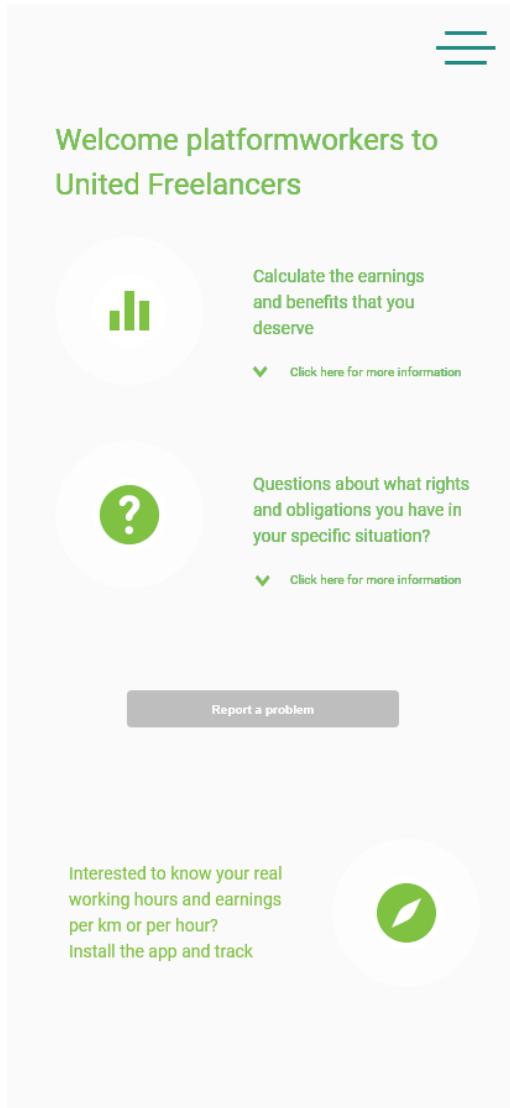 Welcome platformworkers to
United Freelancers
Calculate the earnings
and benefits that you
deserve
Click here for more information
Questions about what rights
and obligations you have in
your specific situation?
Click here for more information
Report a problem
Interested to know your real
working hours and earnings
per km or per hour?
Install the app and track